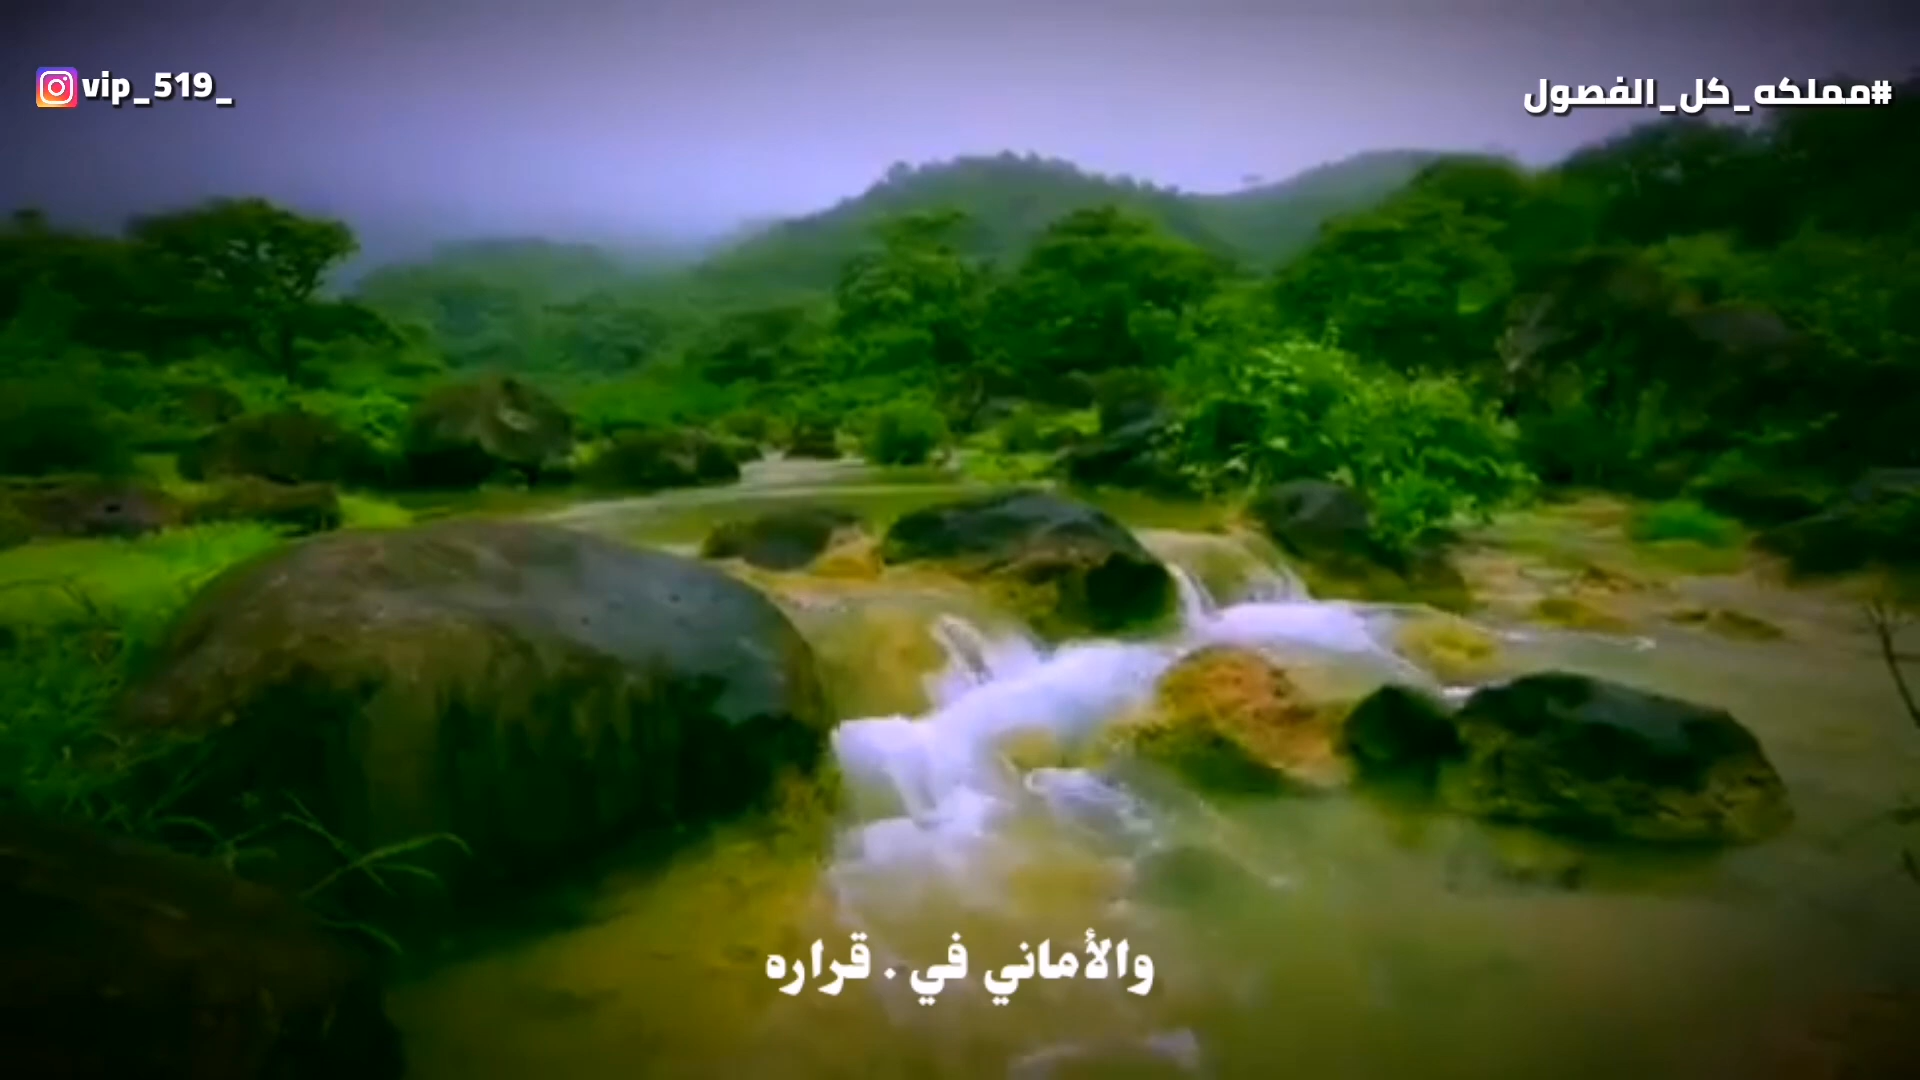 vip_519_
#مملكه_كل_الفصول
والأماني في . قراره